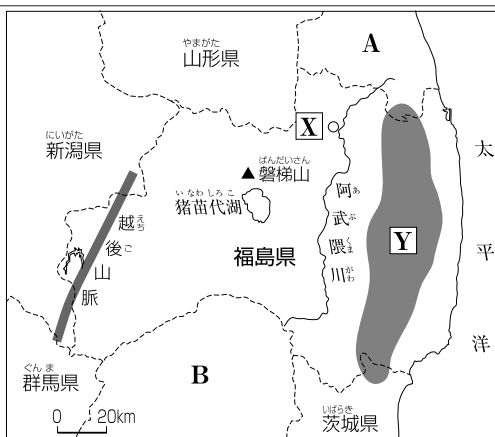 A
やまがた
山形県
X
にいがた
新潟県
ばんだいさん
▲磐梯山
いなわしろこ
猪苗代湖
阿武隈川
あぶくまがわ
太平洋
越後山脈
えちご
福島県
Y
ぐんま
群馬県
B
いばらき
茨城県
0 20km